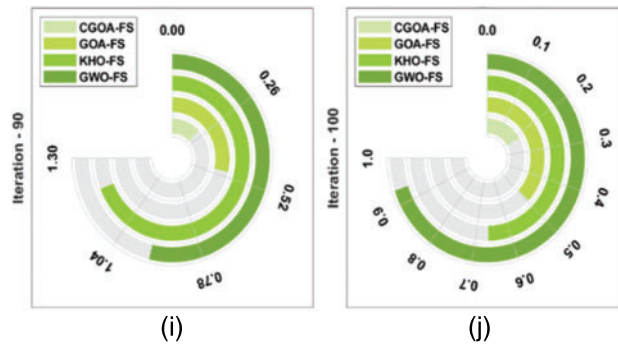 CGOA-FS
GOA-FS
KHO-FS
GWO-FS
0.00
0.26
0.52
0.78
1.04
1.30
Iteration - 90
(i)
CGOA-FS
GOA-FS
KHO-FS
GWO-FS
0.0
0.1
0.2
0.3
0.4
0.5
0.6
0.7
0.8
0.9
1.0
Iteration - 100
(j)